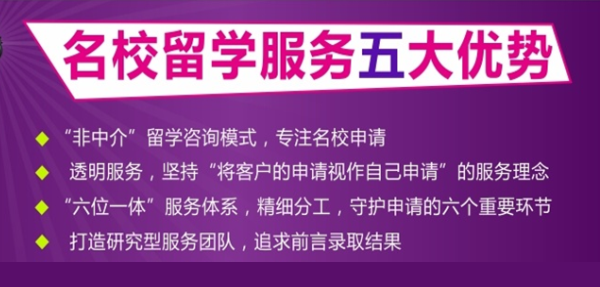 名校留学服务五大优势
“非中介”留学咨询模式，专注名校申请
透明服务，坚持“将客户的申请视作自己申请”的服务理念
“六位一体”服务体系，精细分工，守护申请的六个重要环节
打造研究型服务团队，追求前言录取结果